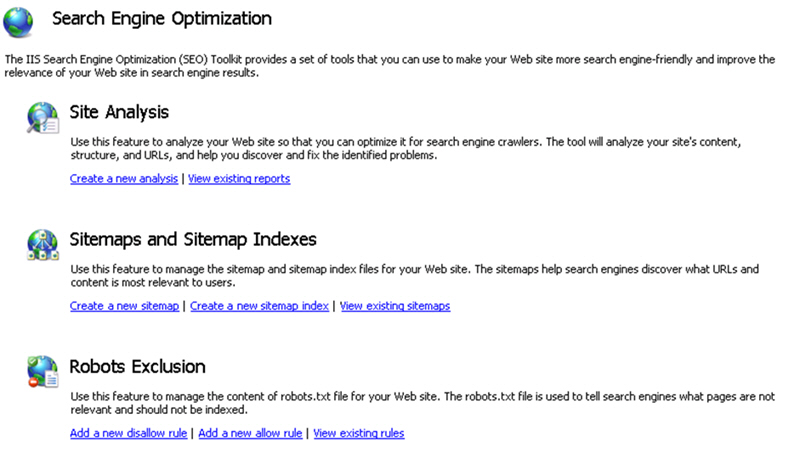 Search Engine Optimization
The IIS Search Engine Optimization (SEO) Toolkit provides a set of tools that you can use to make your Web site more search engine-friendly and improve the
relevance of your Web site in search engine results.
Site Analysis
Use this feature to analyze your Web site so that you can optimize it for search engine crawlers. The tool will analyze your site's content,
structure, and URLs, and help you discover and fix the identified problems.
Create a new analysis | View existing reports
Sitemaps and Sitemap Indexes
Use this feature to manage the sitemap and sitemap index files for your Web site. The sitemaps help search engines discover what URLs and
content is most relevant to users.
Create a new sitemap | Create a new sitemap index | View existing sitemaps
Robots Exclusion
Use this feature to manage the content of robots.txt file for your Web site. The robots.txt file is used to tell search engines what pages are not
relevant and should not be indexed.
Add a new disallow rule | Add a new allow rule | View existing rules